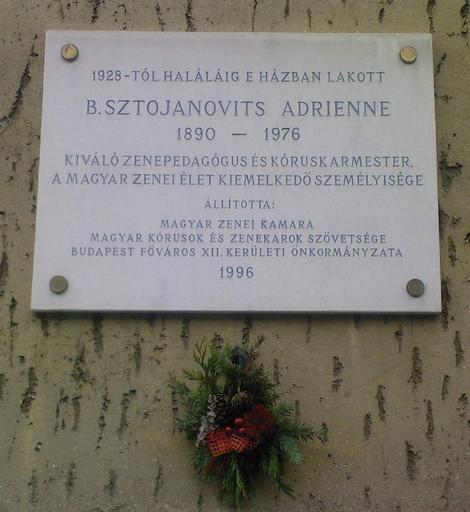 1928-TÓL HALÁLÁIG E HÁZBAN LAKOTT
B. SZTOJANOVITS ADRIENNE
1890 — 1976
KIVÁLÓ ZENEPEDAGÓGUS ÉS KÓRUSKARMESTER,
A MAGYAR ZENEI ÉLET KIEMELKEDŐ SZEMÉLYISÉGE
ÁLLÍTOTTA:
MAGYAR ZENEI KAMARA
MAGYAR KÓRUSOK ÉS ZENEKAROK SZÖVETSÉGE
BUDAPEST FŐVÁROS XII. KERÜLETI ÖNKORMÁNYZATA
1996